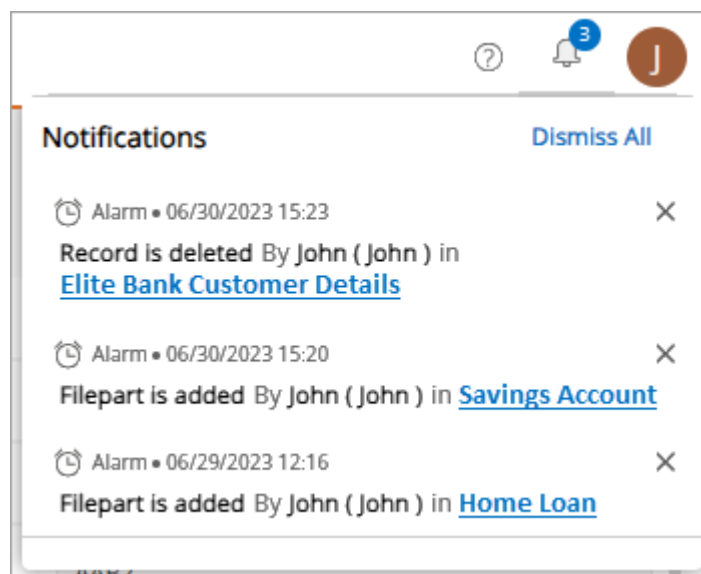 3
J
Notifications Dismiss All
Alarm • 06/30/2023 15:23
Record is deleted By John ( John ) in
Elite Bank Customer Details
Alarm • 06/30/2023 15:20
Filepart is added By John ( John ) in Savings Account
Alarm • 06/29/2023 12:16
Filepart is added By John ( John ) in Home Loan